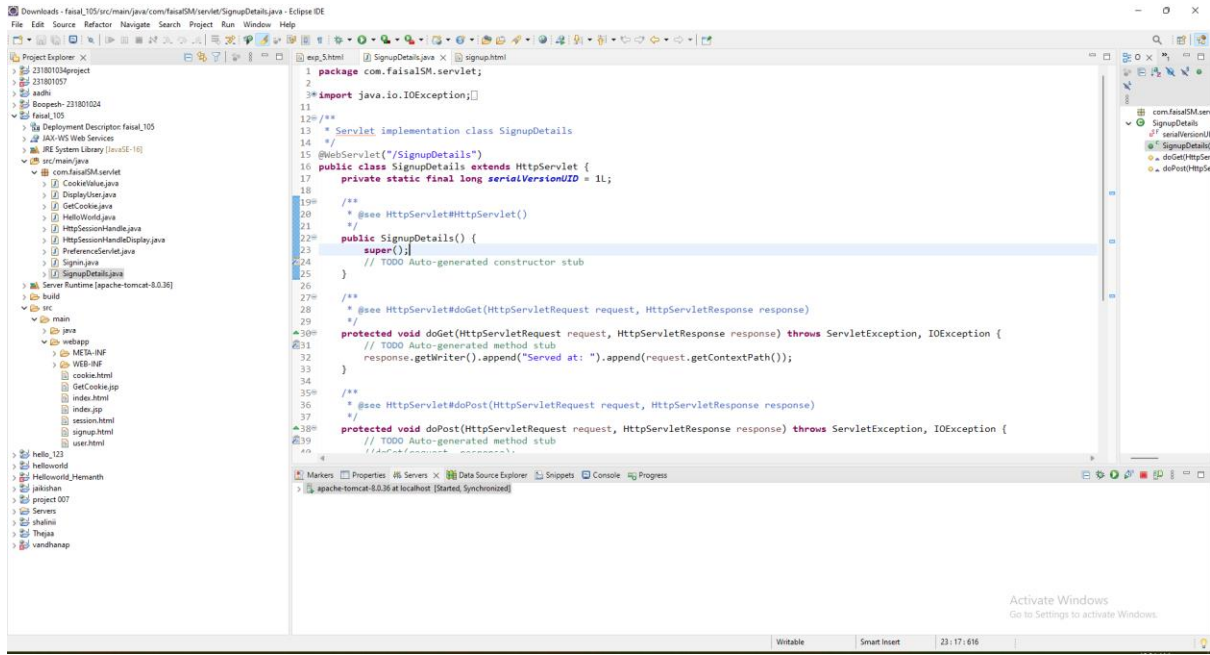 Downloads - faisal_105/src/main/java/com/faisalSM/servlet/SignupDetails.java - Eclipse IDE
File Edit Source Refactor Navigate Search Project Run Window Help
Project Explorer
231801034project
231801057
aadhi
Boopesh- 231801024
faisal_105
Deployment Descriptor: faisal_105
JAX-WS Web Services
JRE System Library [JavaSE-16]
src/main/java
com.faisalSM.servlet
CookieValue.java
DisplayUser.java
GetCookie.java
HelloWorld.java
HttpSessionHandle.java
HttpSessionHandleDisplay.java
PreferenceServlet.java
Signin.java
SignupDetails.java
Server Runtime [apache-tomcat-8.0.36]
build
src
main
java
webapp
META-INF
WEB-INF
cookie.html
GetCookie.jsp
index.html
index.jsp
session.html
signup.html
user.html
hello_123
helloworld
Helloworld_Hemanth
jaikishan
project 007
Servers
shalinii
Thejaa
vandhanap
exp_5.html SignupDetails.java signup.html
1 package com.faisalSM.servlet;
2
3 import java.io.IOException;
11
12 /**
13 * Servlet implementation class SignupDetails
14 */
15 @WebServlet("/SignupDetails")
16 public class SignupDetails extends HttpServlet {
17 private static final long serialVersionUID = 1L;
18
19 /**
20 * @see HttpServlet#HttpServlet()
21 */
22 public SignupDetails() {
23 super();
24 // TODO Auto-generated constructor stub
25 }
26
27 /**
28 * @see HttpServlet#doGet(HttpServletRequest request, HttpServletResponse response)
29 */
30 protected void doGet(HttpServletRequest request, HttpServletResponse response) throws ServletException, IOException {
31 // TODO Auto-generated method stub
32 response.getWriter().append("Served at: ").append(request.getContextPath());
33 }
34
35 /**
36 * @see HttpServlet#doPost(HttpServletRequest request, HttpServletResponse response)
37 */
38 protected void doPost(HttpServletRequest request, HttpServletResponse response) throws ServletException, IOException {
39 // TODO Auto-generated method stub
com.faisalSM.ser
SignupDetails
serialVersionUI
SignupDetails(
doGet(HttpSer
doPost(HttpSe
Markers Properties Servers Data Source Explorer Snippets Console Progress
apache-tomcat-8.0.36 at localhost [Started, Synchronized]
Activate Windows
Go to Settings to activate Windows.
Writable Smart Insert 23 : 17 : 616